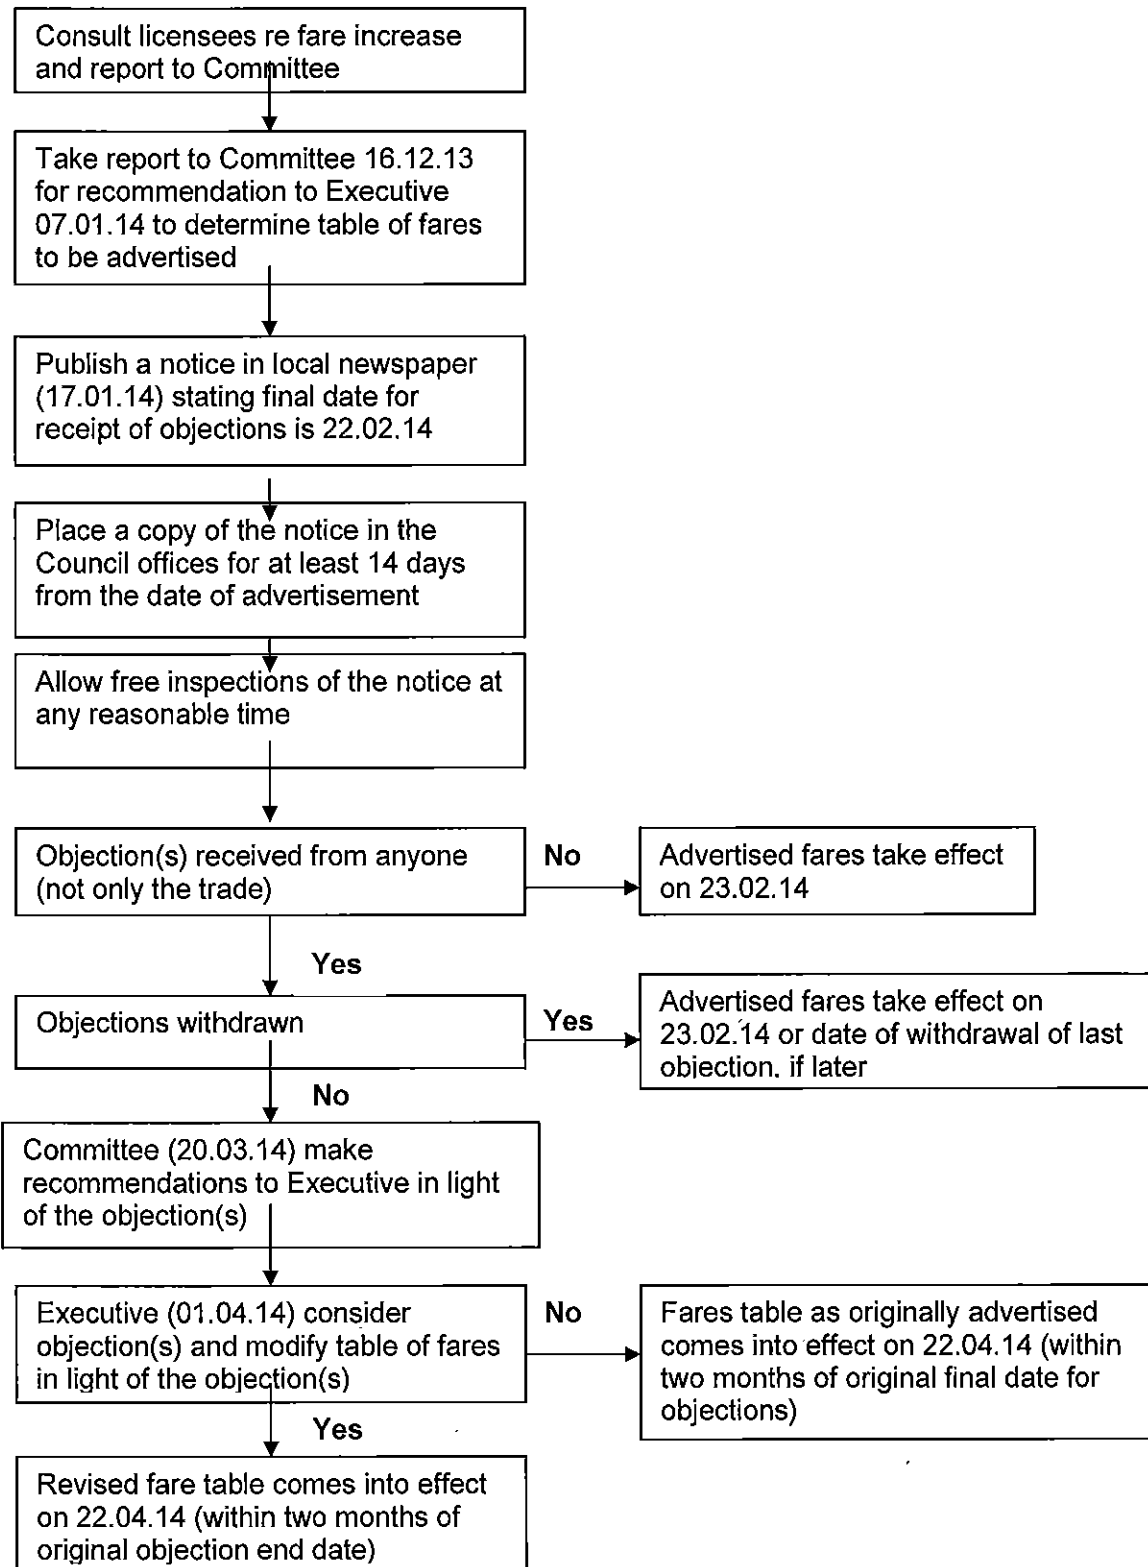 Consult licensees re fare increase
and report to Committee
Take report to Committee 16.12.13
for recommendation to Executive
07.01.14 to determine table of fares
to be advertised
Publish a notice in local newspaper
(17.01.14) stating final date for
receipt of objections is 22.02.14
Place a copy of the notice in the
Council offices for at least 14 days
from the date of advertisement
Allow free inspections of the notice at
any reasonable time
Objection(s) received from anyone
(not only the trade)
No
Advertised fares take effect
on 23.02.14
Yes
Objections withdrawn
Yes
Advertised fares take effect on
23.02.14 or date of withdrawal of last
objection, if later
No
Committee (20.03.14) make
recommendations to Executive in light
of the objection(s)
Executive (01.04.14) consider
objection(s) and modify table of fares
in light of the objection(s)
No
Fares table as originally advertised
comes into effect on 22.04.14 (within
two months of original final date for
objections)
Yes
Revised fare table comes into effect
on 22.04.14 (within two months of
original objection end date)